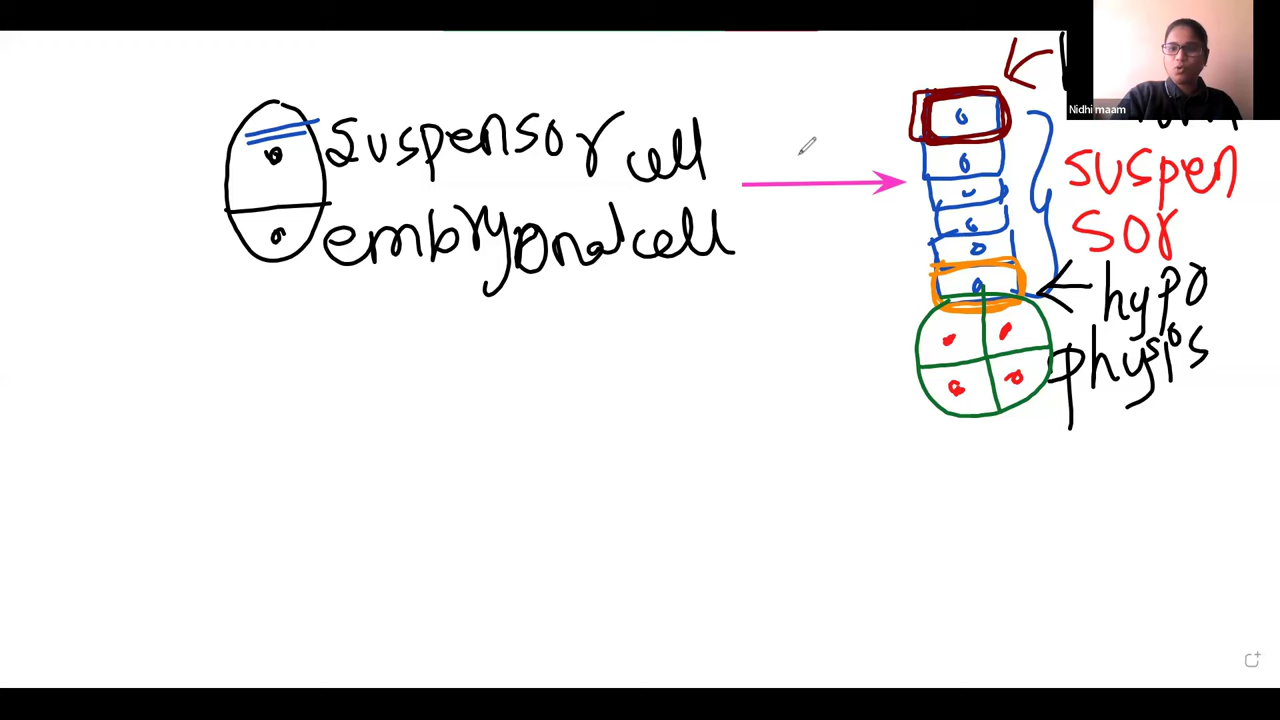 Nidhi maam
suspensor cell
embryonal cell
suspen
sor
hypo
physis